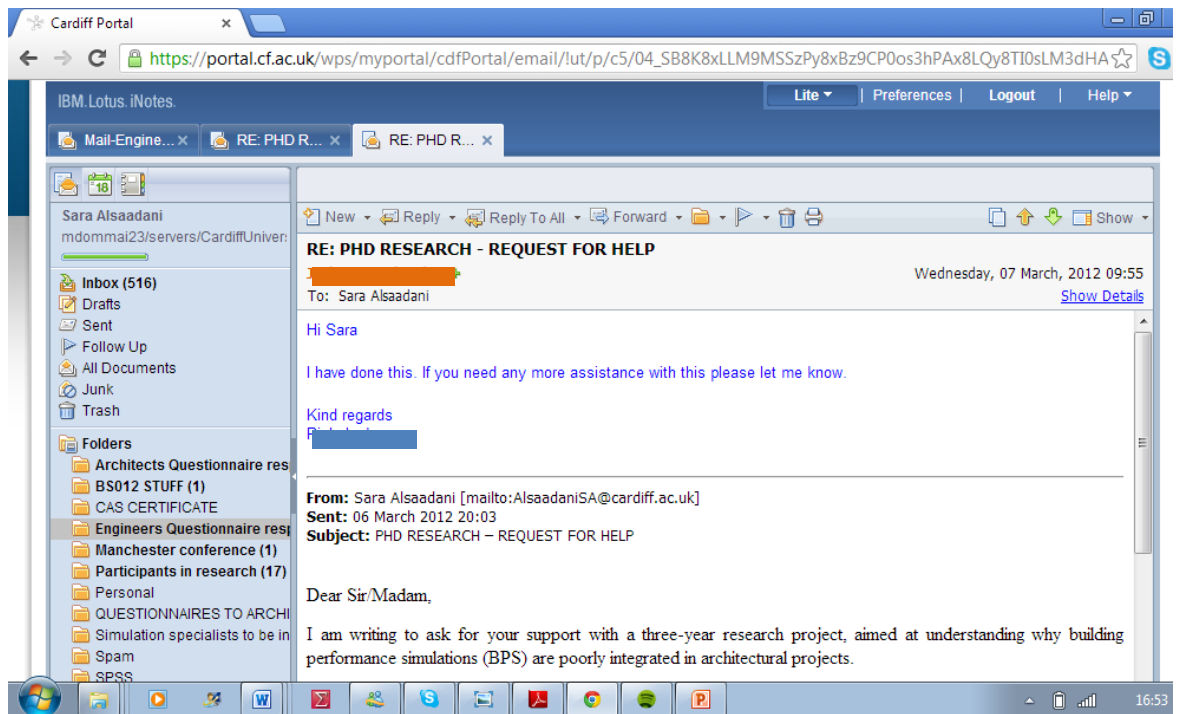 Cardiff Portal
https://portal.cf.ac.uk/wps/myportal/cdfPortal/email/!ut/p/c5/04_SB8K8xLLM9MSSzPy8xBz9CP0os3hPAx8LQy8TI0sLM3dHA
IBM.Lotus.iNotes.
Lite | Preferences | Logout | Help
Mail-Engine...
RE: PHD R...
RE: PHD R...
18
Sara Alsaadani
mdommai23/servers/CardiffUniver:
Inbox (516)
Drafts
Sent
Follow Up
All Documents
Junk
Trash
Folders
Architects Questionnaire res
BS012 STUFF (1)
CAS CERTIFICATE
Engineers Questionnaire resp
Manchester conference (1)
Participants in research (17)
Personal
QUESTIONNAIRES TO ARCHI
Simulation specialists to be in
Spam
SPSS
New Reply Reply To All Forward Show
RE: PHD RESEARCH - REQUEST FOR HELP
Wednesday, 07 March, 2012 09:55
To: Sara Alsaadani
Show Details
Hi Sara
I have done this. If you need any more assistance with this please let me know.
Kind regards
From: Sara Alsaadani [mailto:AlsaadaniSA@cardiff.ac.uk]
Sent: 06 March 2012 20:03
Subject: PHD RESEARCH – REQUEST FOR HELP
Dear Sir/Madam,
I am writing to ask for your support with a three-year research project, aimed at understanding why building
performance simulations (BPS) are poorly integrated in architectural projects.
16:53